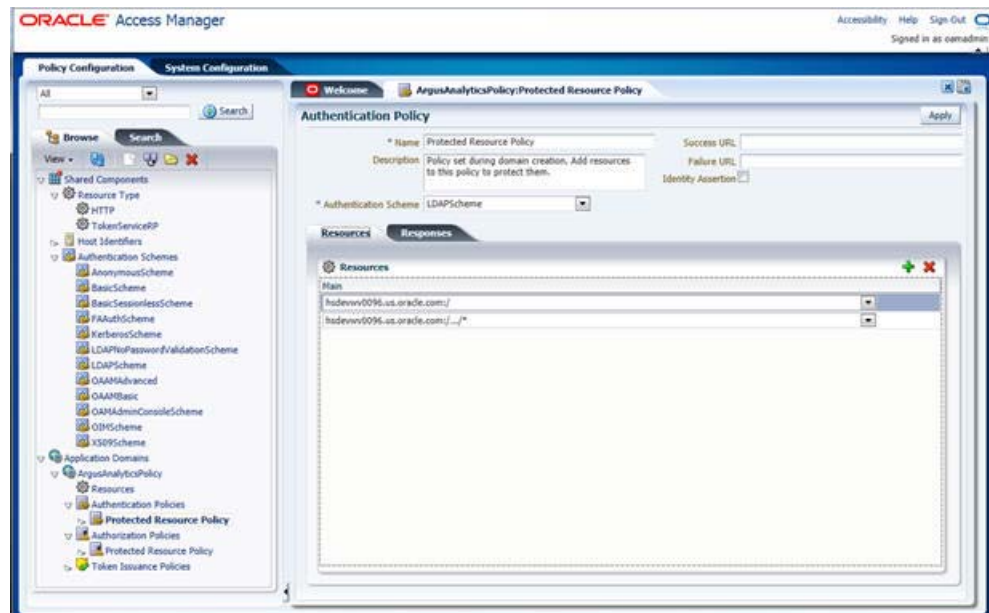 ORACLE Access Manager
Accessibility Help Sign Out
Signed in as oamadmin
Policy Configuration
System Configuration
All
Search
Browse
Search
View
Shared Components
Resource Type
HTTP
TokenServiceRP
Host Identifiers
Authentication Schemes
AnonymousScheme
BasicScheme
BasicSessionlessScheme
FAAuthScheme
KerberosScheme
LDAPNoPasswordValidationScheme
LDAPScheme
OAAMAdvanced
OAAMBasic
OAMAdminConsoleScheme
OIMScheme
X509Scheme
Application Domains
ArgusAnalyticsPolicy
Resources
Authentication Policies
Protected Resource Policy
Authorization Policies
Protected Resource Policy
Token Issuance Policies
Welcome
ArgusAnalyticsPolicy:Protected Resource Policy
Authentication Policy
Apply
* Name Protected Resource Policy
Description Policy set during domain creation. Add resources
to this policy to protect them.
* Authentication Scheme LDAPScheme
Success URL
Failure URL
Identity Assertion
Resources
Responses
Resources
Main
hsdevwv0096.us.oracle.com:/
hsdevwv0096.us.oracle.com:/.../*